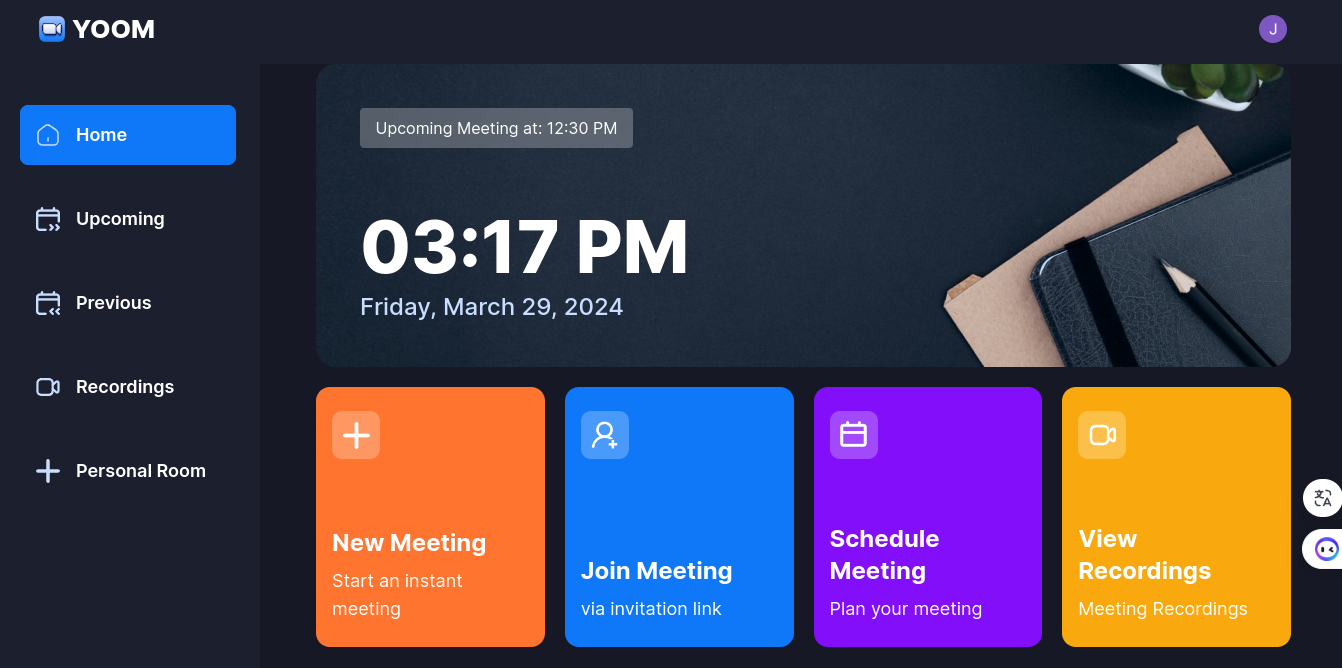 YOOM
J
Home
Upcoming
Previous
Recordings
Personal Room
Upcoming Meeting at: 12:30 PM
03:17 PM
Friday, March 29, 2024
New Meeting
Start an instant
meeting
Join Meeting
via invitation link
Schedule
Meeting
Plan your meeting
View
Recordings
Meeting Recordings
文A